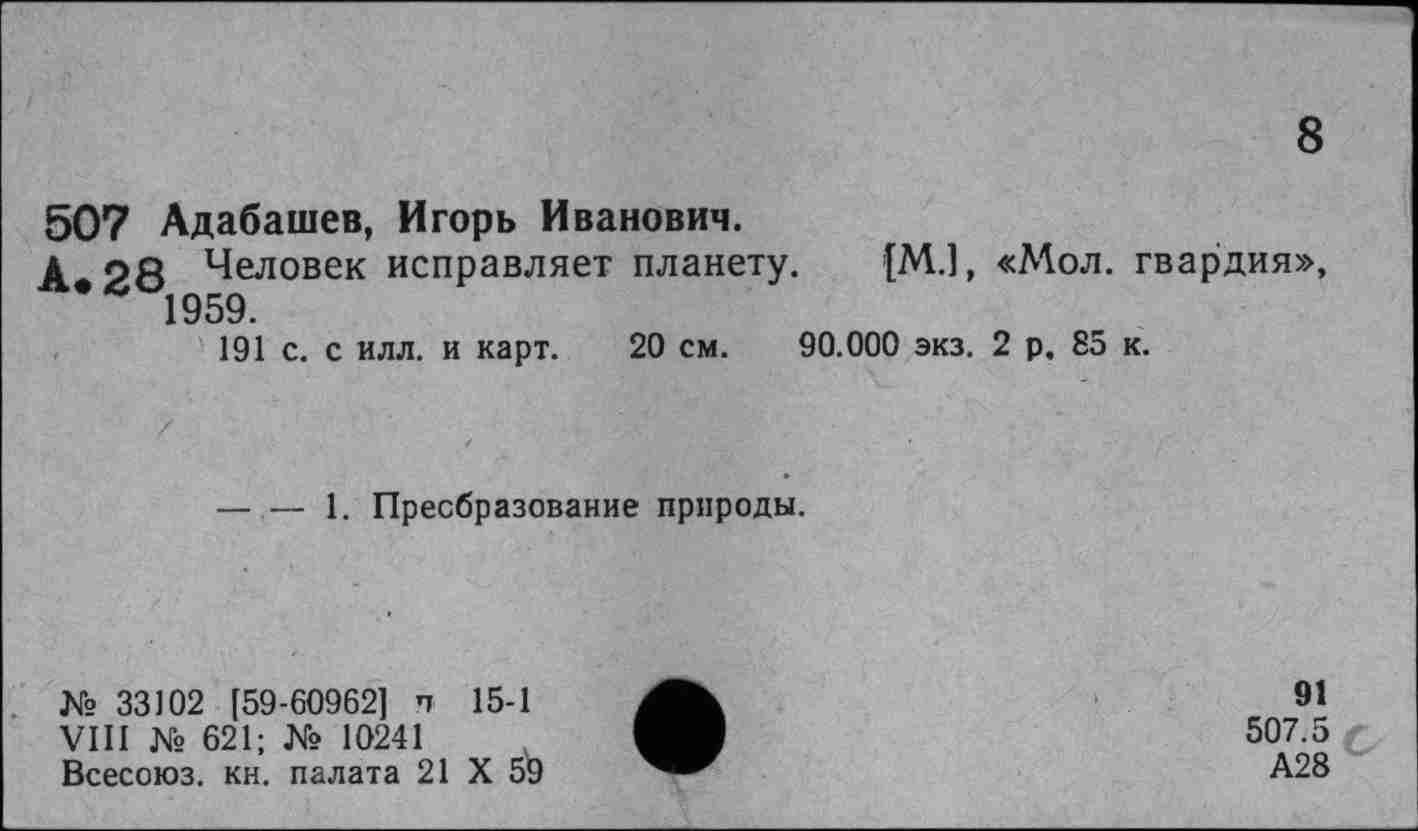 8
507 Адабашев, Игорь Иванович.
А.28 Человек исправляет планету. [М.], «Мол. гвардия»,
1959.
191 с. с илл. и карт. 20 см. 90.000 экз. 2 р. 85 к.
— — 1. Пресбразование природы.
№ 33102 [59-60962] п 15-1
VIII № 621; № 10241
Всесоюз. кн. палата 21 X 59
91
507.5
А28